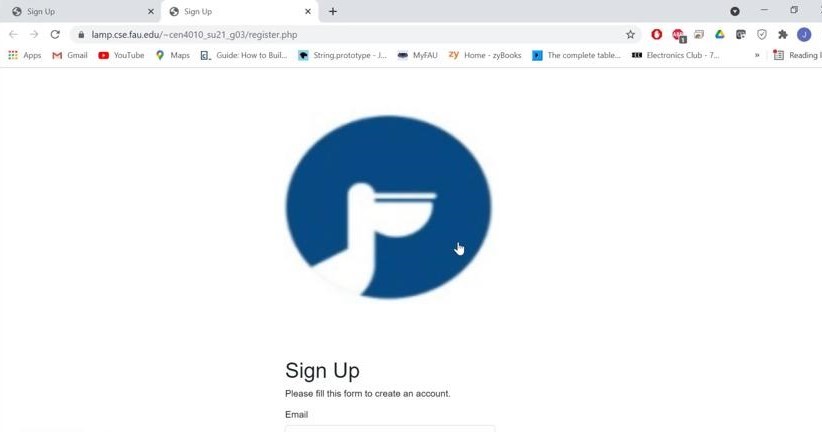 Sign Up
Sign Up
lamp.cse.fau.edu/~cen4010_su21_g03/register.php
Apps
Gmail
YouTube
Maps
Guide: How to Buil...
String.prototype - J...
MyFAU
zy Home - zyBooks
The complete table...
Electronics Club - 7...
»
Reading
Sign Up
Please fill this form to create an account.
Email